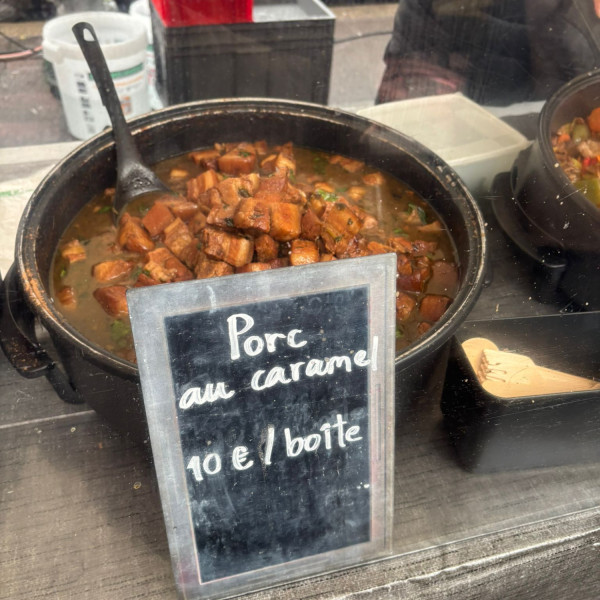 Porc
au caramel
10 € / boîte